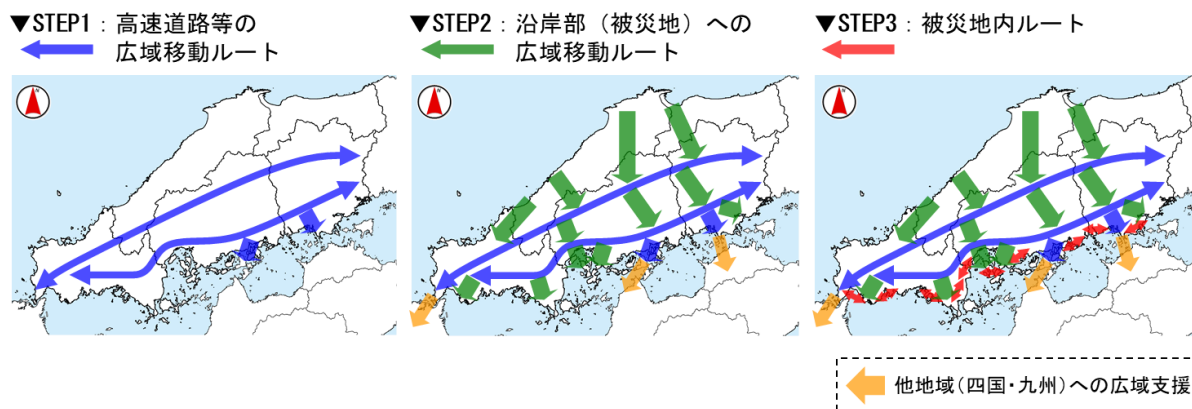 ▼STEP1：高速道路等の
広域移動ルート
▼STEP2：沿岸部（被災地）への
広域移動ルート
▼STEP3：被災地内ルート
他地域（四国・九州）への広域支援